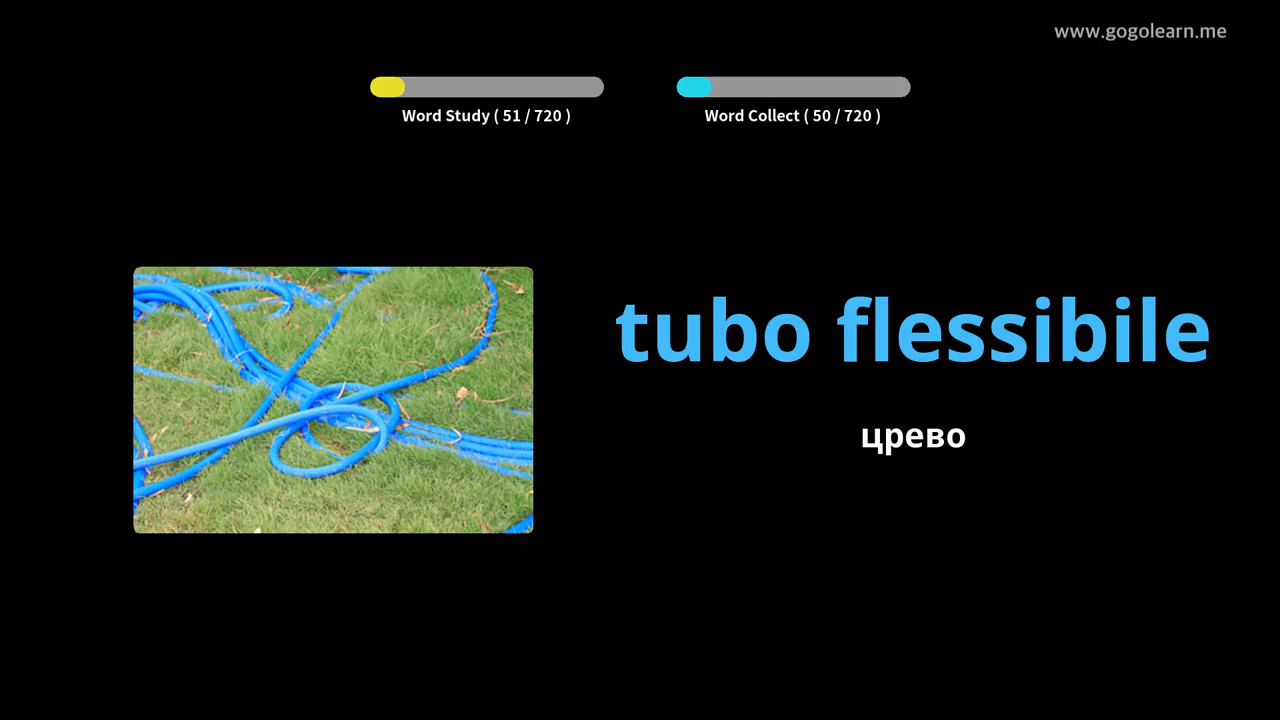 www.gogolearn.me
Word Study ( 51 / 720 )
Word Collect ( 50 / 720 )
tubo flessibile
црево